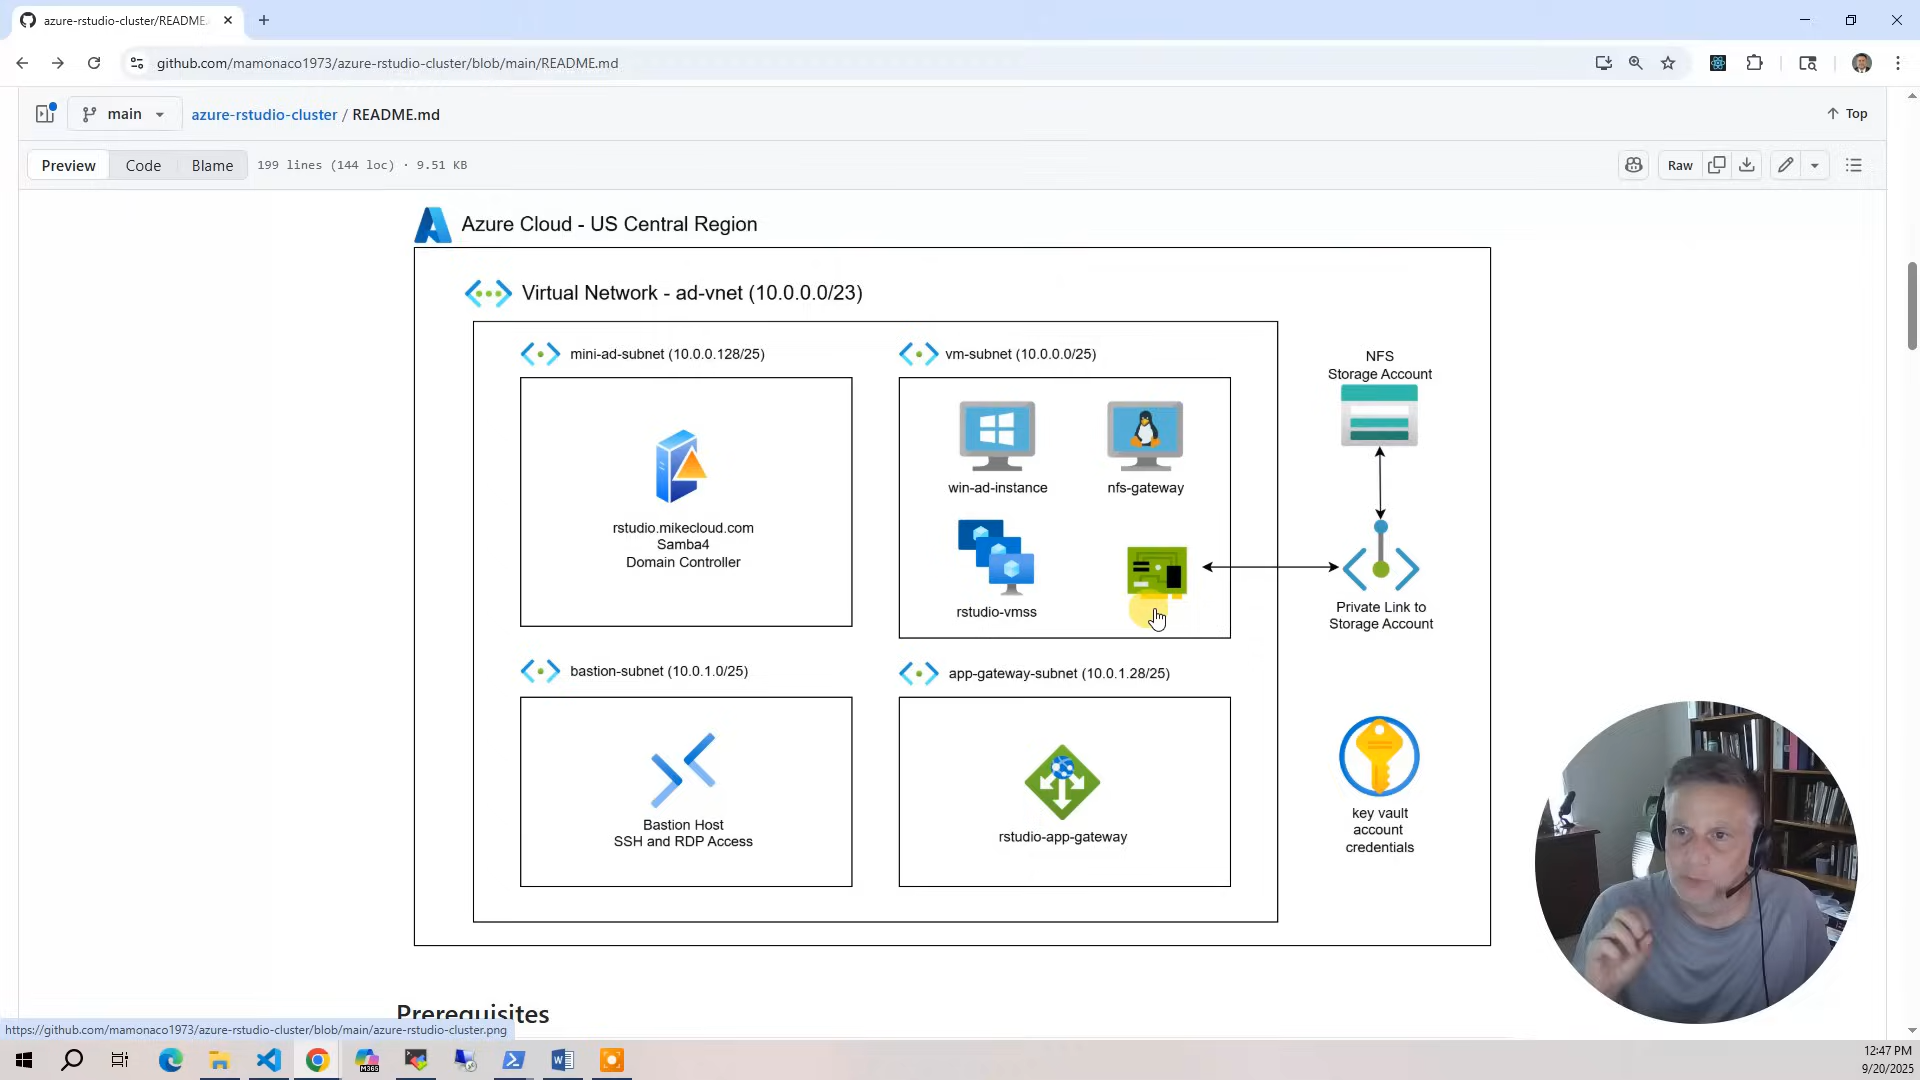 azure-rstudio-cluster/README.
github.com/mamonaco1973/azure-rstudio-cluster/blob/main/README.md
main
azure-rstudio-cluster / README.md
Top
Preview
Code
Blame
199 lines (144 loc) · 9.51 KB
Raw
Azure Cloud - US Central Region
Virtual Network - ad-vnet (10.0.0.0/23)
mini-ad-subnet (10.0.0.128/25)
vm-subnet (10.0.0.0/25)
NFS
Storage Account
win-ad-instance
nfs-gateway
rstudio.mikecloud.com
Samba4
Domain Controller
rstudio-vmss
Private Link to
Storage Account
bastion-subnet (10.0.1.0/25)
app-gateway-subnet (10.0.1.28/25)
Bastion Host
SSH and RDP Access
rstudio-app-gateway
key vault
account
credentials
Prerequisites
https://github.com/mamonaco1973/azure-rstudio-cluster/blob/main/azure-rstudio-cluster.png
M365
12:47 PM
9/20/2025